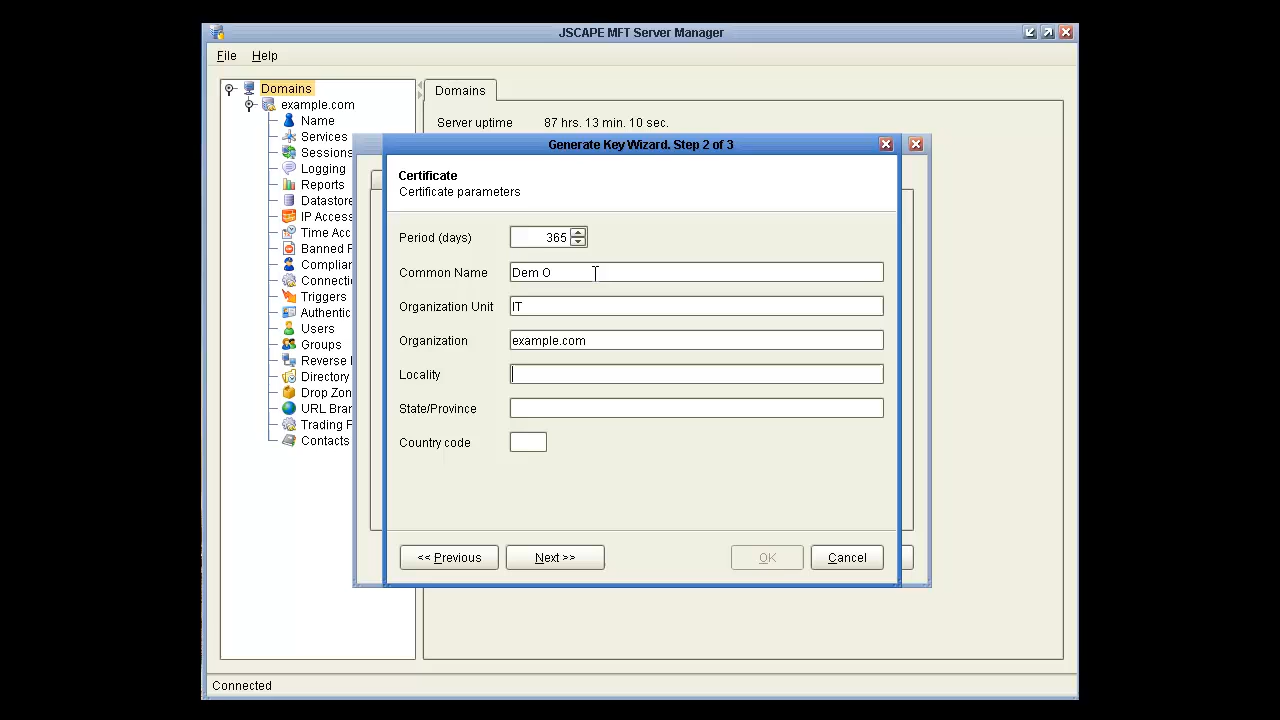 JSCAPE MFT Server Manager
File Help
Domains
example.com
Name
Services
Sessions
Logging
Reports
Datastore
IP Access
Time Acc
Banned F
Complian
Connecti
Triggers
Authentic
Users
Groups
Reverse
Directory
Drop Zon
URL Bran
Trading F
Contacts
Domains
Server uptime 87 hrs. 13 min. 10 sec.
Generate Key Wizard. Step 2 of 3
Certificate
Certificate parameters
Period (days) 365
Common Name Dem O
Organization Unit IT
Organization example.com
Locality
State/Province
Country code
<< Previous Next >> OK Cancel
Connected